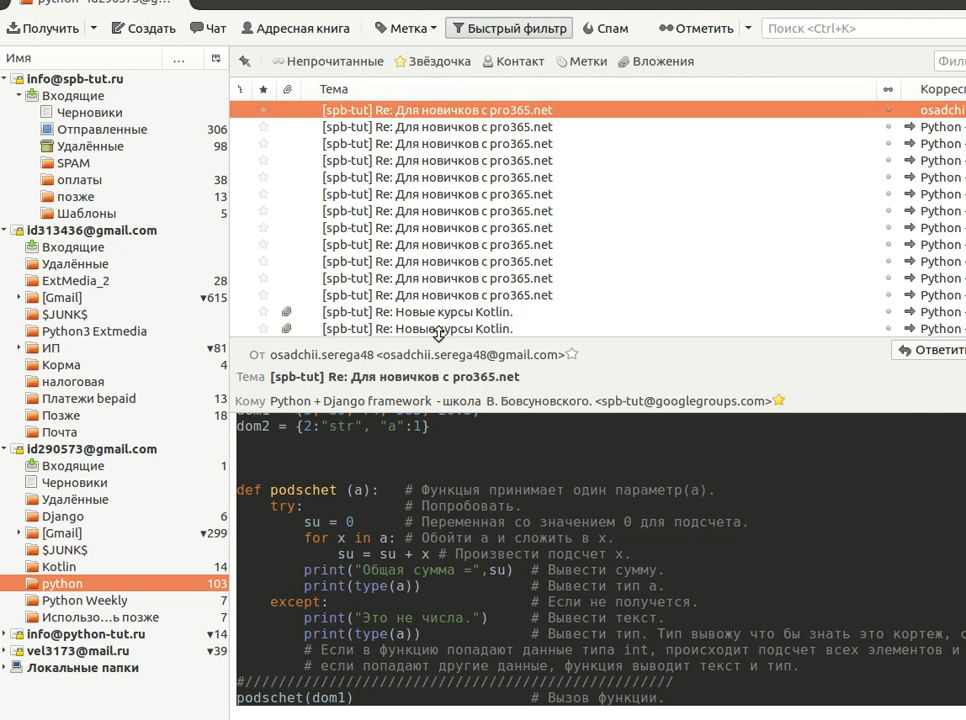 Получить Создать Чат Адресная книга Метка Быстрый фильтр Спам Отметить Поиск <Ctrl+K>
Имя ... Непрочитанные Звёздочка Контакт Метки Вложения
Тема
info@spb-tut.ru
Входящие
Черновики
Отправленные 306
Удалённые 98
SPAM
оплаты 38
позже 13
Шаблоны 5
id313436@gmail.com
Входящие
Удалённые
ExtMedia_2 28
[Gmail] ▾615
$JUNK$
Python3 Extmedia
ИП ▾81
Корма 4
налоговая
Платежи bepaid 13
Позже 18
Почта
id290573@gmail.com
Входящие 1
Черновики
Удалённые
Django 6
[Gmail] ▾299
$JUNK$
Kotlin 14
python 103
Python Weekly 7
Использо...ь позже 7
info@python-tut.ru ▾14
vel3173@mail.ru ▾39
Локальные папки
[spb-tut] Re: Для новичков с pro365.net osadchi
[spb-tut] Re: Для новичков с pro365.net Python
[spb-tut] Re: Для новичков с pro365.net Python
[spb-tut] Re: Для новичков с pro365.net Python
[spb-tut] Re: Для новичков с pro365.net Python
[spb-tut] Re: Для новичков с pro365.net Python
[spb-tut] Re: Для новичков с pro365.net Python
[spb-tut] Re: Для новичков с pro365.net Python
[spb-tut] Re: Для новичков с pro365.net Python
[spb-tut] Re: Для новичков с pro365.net Python
[spb-tut] Re: Для новичков с pro365.net Python
[spb-tut] Re: Для новичков с pro365.net Python
[spb-tut] Re: Новые курсы Kotlin. Python
[spb-tut] Re: Новые курсы Kotlin. Python
От osadchii.serega48 <osadchii.serega48@gmail.com> Ответить
Тема [spb-tut] Re: Для новичков с pro365.net
Кому Python + Django framework - школа В. Бовсуновского. <spb-tut@googlegroups.com>
dom2 = {2:"str", "a":1}
def podschet (a): # Функцыя принимает один параметр(a).
try: # Попробовать.
su = 0 # Переменная со значением 0 для подсчета.
for x in a: # Обойти a и сложить в x.
su = su + x # Произвести подсчет x.
print("Общая сумма =",su) # Вывести сумму.
print(type(a)) # Вывести тип a.
except: # Если не получется.
print("Это не числа.") # Вывести текст.
print(type(a)) # Вывести тип. Тип вывожу что бы знать это кортеж,
# Если в функцию попадают данные типа int, происходит подсчет всех элементов и
# если попадают другие данные, функция выводит текст и тип.
#///////////////////////////////////////////////////
podschet(dom1) # Вызов функции.